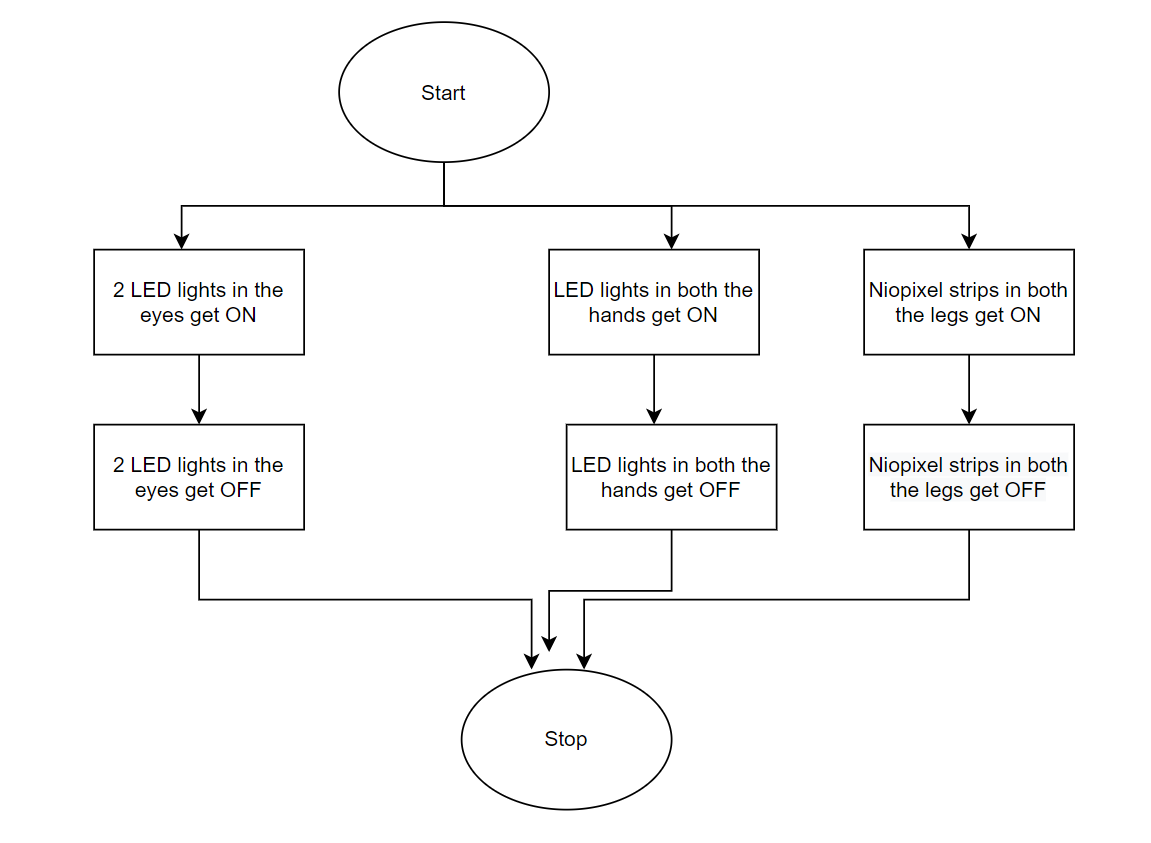 Start
2 LED lights in the
eyes get ON
LED lights in both the
hands get ON
Niopixel strips in both
the legs get ON
2 LED lights in the
eyes get OFF
LED lights in both the
hands get OFF
Niopixel strips in both
the legs get OFF
Stop